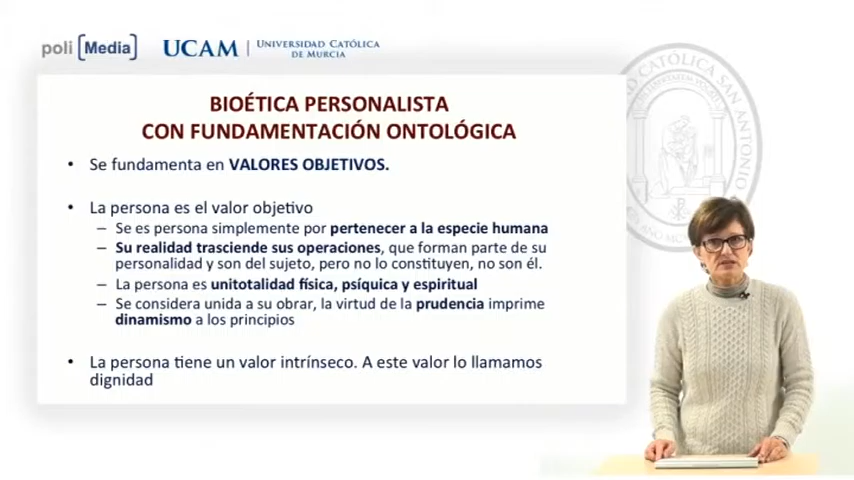 poli [Media]
UCAM
UNIVERSIDAD CATÓLICA
DE MURCIA
BIOÉTICA PERSONALISTA
CON FUNDAMENTACIÓN ONTOLÓGICA
• Se fundamenta en VALORES OBJETIVOS.
• La persona es el valor objetivo
– Se es persona simplemente por pertenecer a la especie humana
– Su realidad trasciende sus operaciones, que forman parte de su
personalidad y son del sujeto, pero no lo constituyen, no son él.
– La persona es unitotalidad física, psíquica y espiritual
– Se considera unida a su obrar, la virtud de la prudencia imprime
dinamismo a los principios
• La persona tiene un valor intrínseco. A este valor lo llamamos
dignidad
CATÓLICA SAN ANTONIO